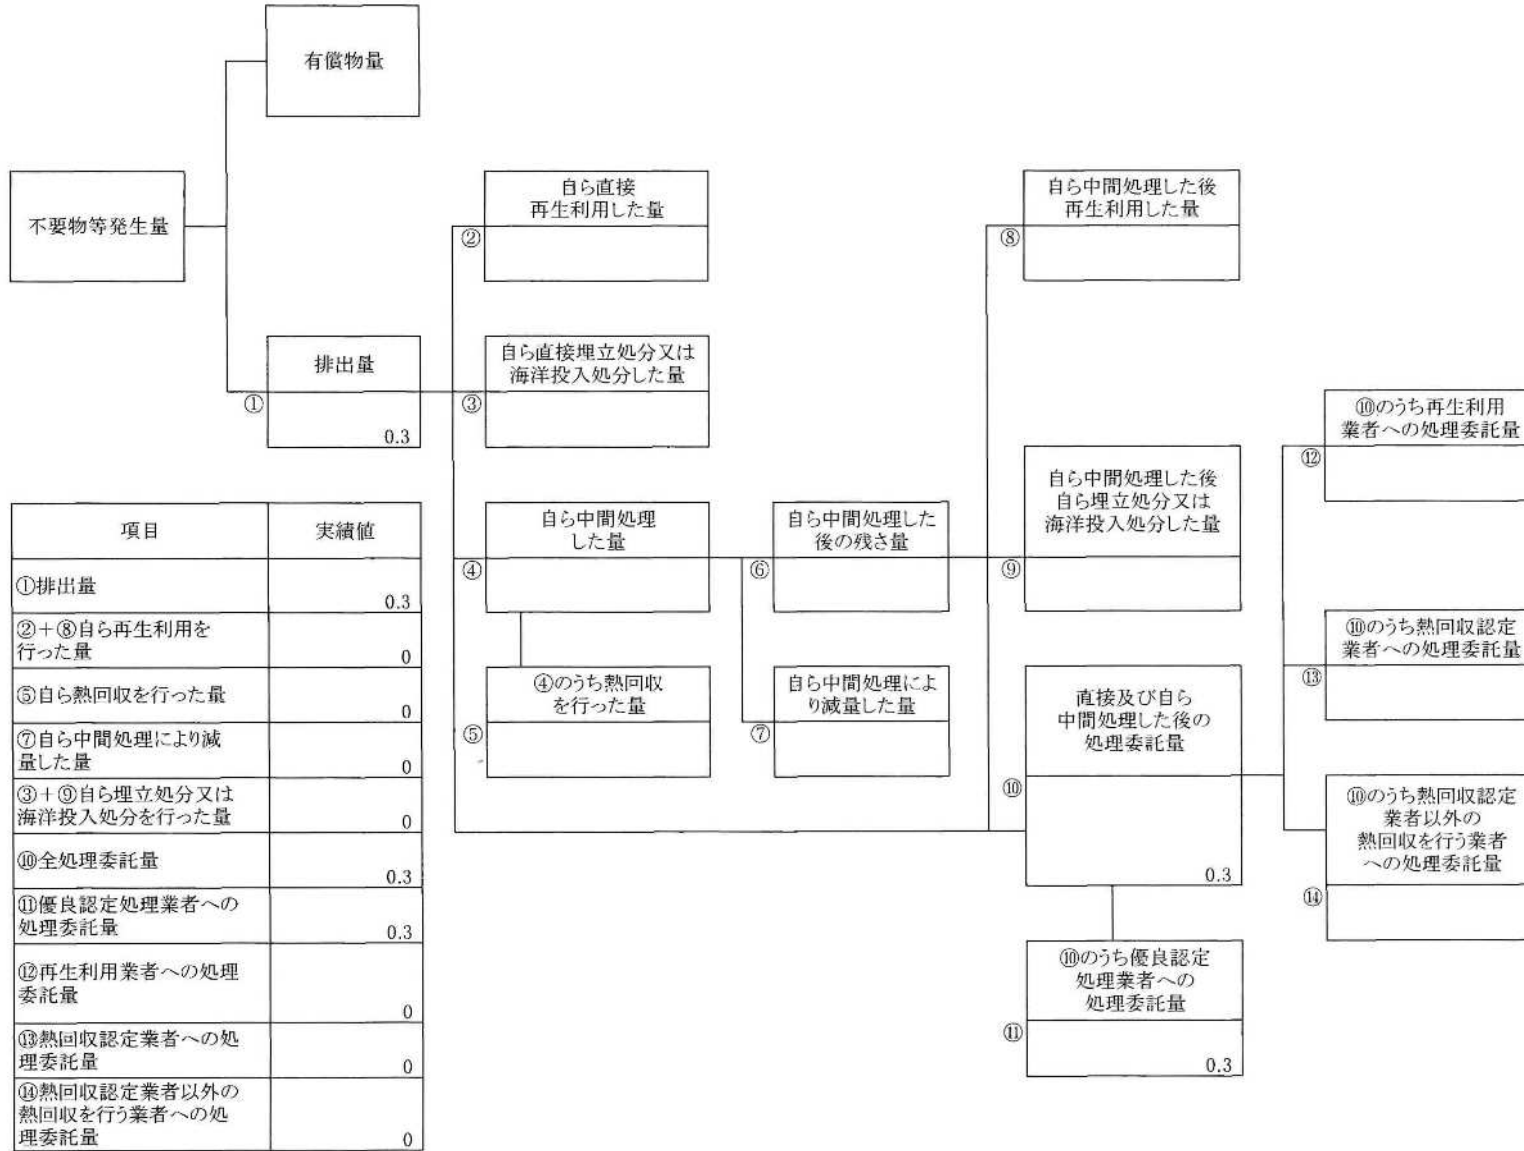 有償物量
不要物等発生量
自ら直接
再生利用した量
②
自ら中間処理した後
再生利用した量
⑧
排出量
①
0.3
自ら直接埋立処分又は
海洋投入処分した量
③
⑩のうち再生利用
業者への処理委託量
⑫
自ら中間処理
した量
④
自ら中間処理した
後の残さ量
⑥
自ら中間処理した後
自ら埋立処分又は
海洋投入処分した量
⑨
⑩のうち熱回収認定
業者への処理委託量
⑬
④のうち熱回収
を行った量
⑤
自ら中間処理によ
り減量した量
⑦
直接及び自ら
中間処理した後の
処理委託量
⑩
0.3
⑩のうち熱回収認定
業者以外の
熱回収を行う業者
への処理委託量
⑭
⑩のうち優良認定
処理業者への
処理委託量
⑪
0.3
項目 実績値
①排出量
0.3
②+⑧自ら再生利用を
行った量 0
⑤自ら熱回収を行った量
0
⑦自ら中間処理により減
量した量 0
③+⑨自ら埋立処分又は
海洋投入処分を行った量 0
⑩全処理委託量
0.3
⑪優良認定処理業者への
処理委託量 0.3
⑫再生利用業者への処理
委託量
0
⑬熱回収認定業者への処
理委託量 0
⑭熱回収認定業者以外の
熱回収を行う業者への処
理委託量 0